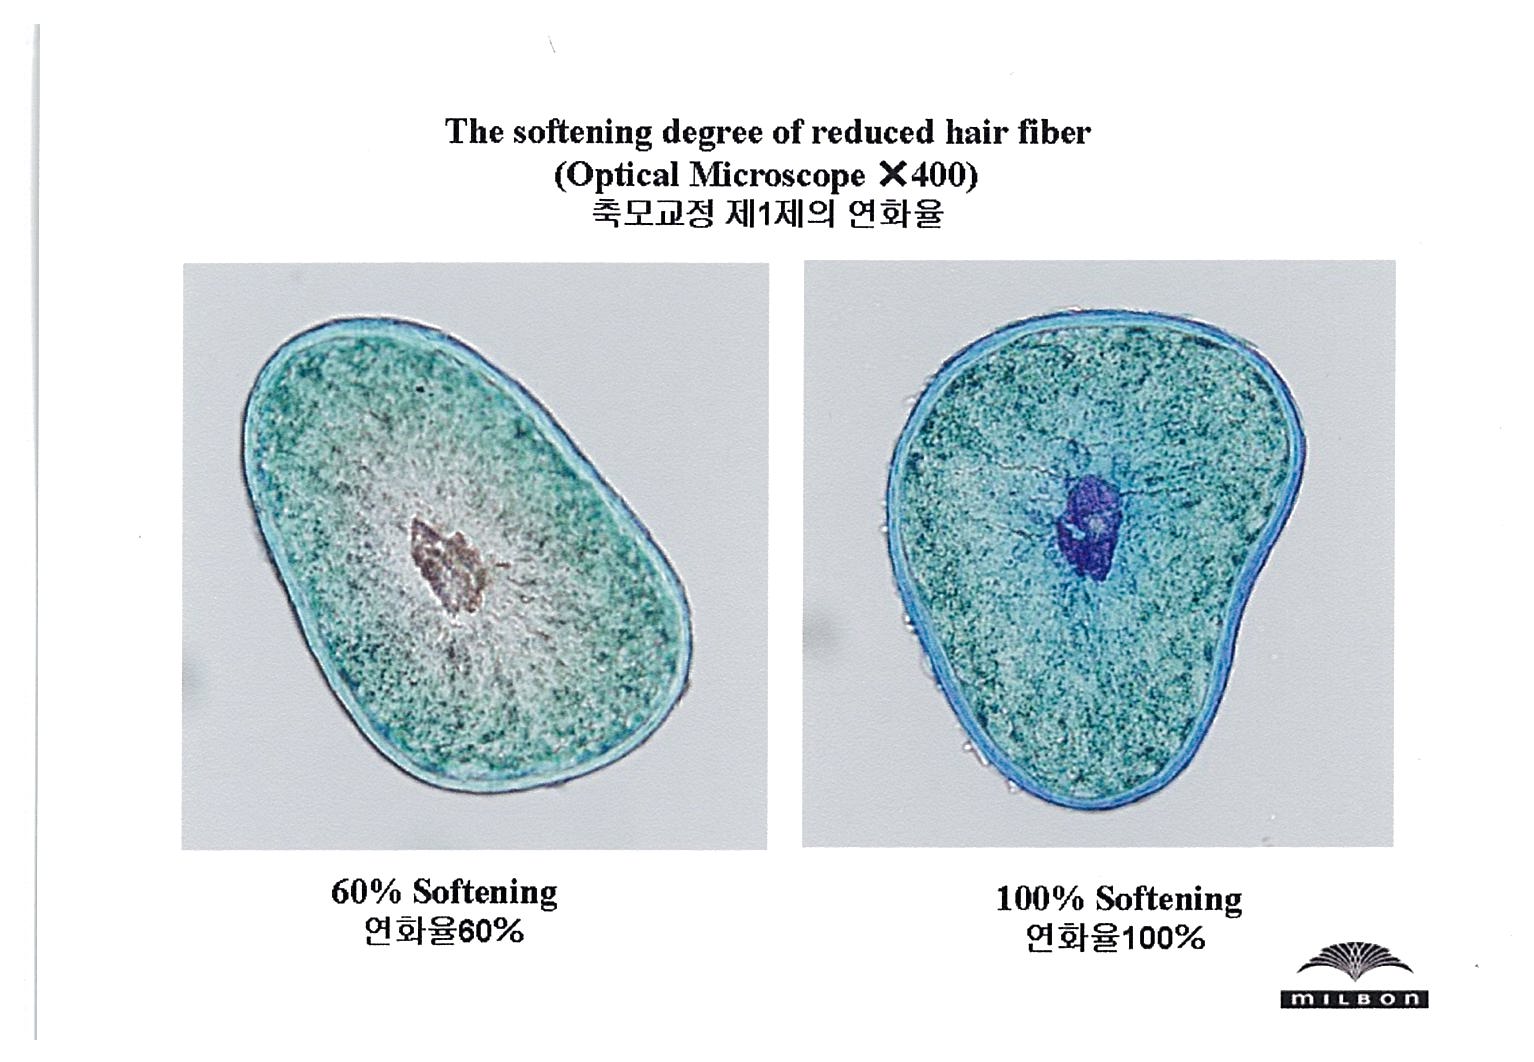 The softening degree of reduced hair fiber
(Optical Microscope ×400)
축모교정 제1제의 연화율
60% Softening
연화율60%
100% Softening
연화율100%
MILBON